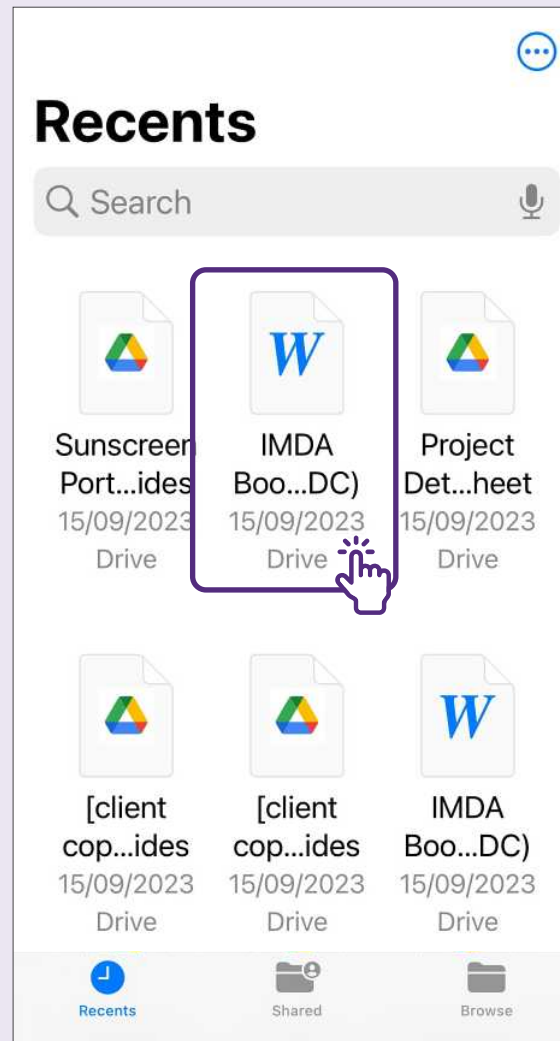 Recents
Search
W
Sunscreen IMDA Project
Port...ides Boo...DC) Det...heet
15/09/2023 15/09/2023 15/09/2023
Drive Drive Drive
W
[client [client IMDA
cop...ides cop...ides Boo...DC)
15/09/2023 15/09/2023 15/09/2023
Drive Drive Drive
Recents Shared Browse